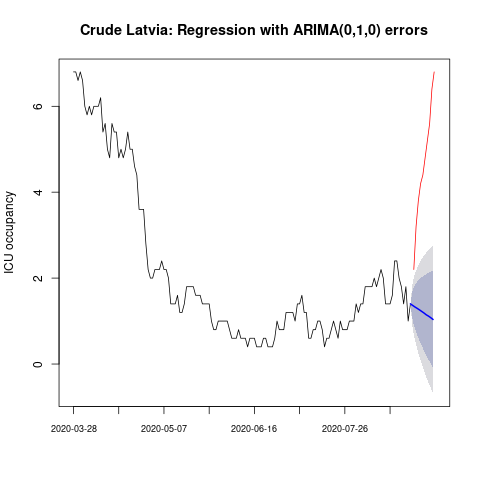 Crude Latvia: Regression with ARIMA(0,1,0) errors
ICU occupancy
6
4
2
0
2020-03-28 2020-05-07 2020-06-16 2020-07-26